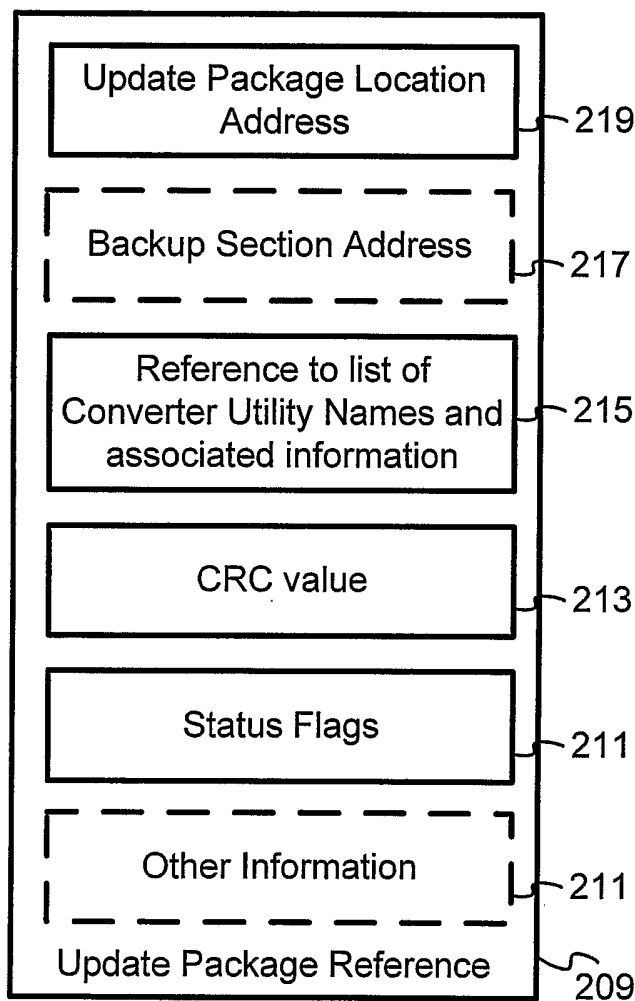 Update Package Location
Address
219
Backup Section Address
217
Reference to list of
Converter Utility Names and
associated information
215
CRC value
213
Status Flags
211
Other Information
211
Update Package Reference
209